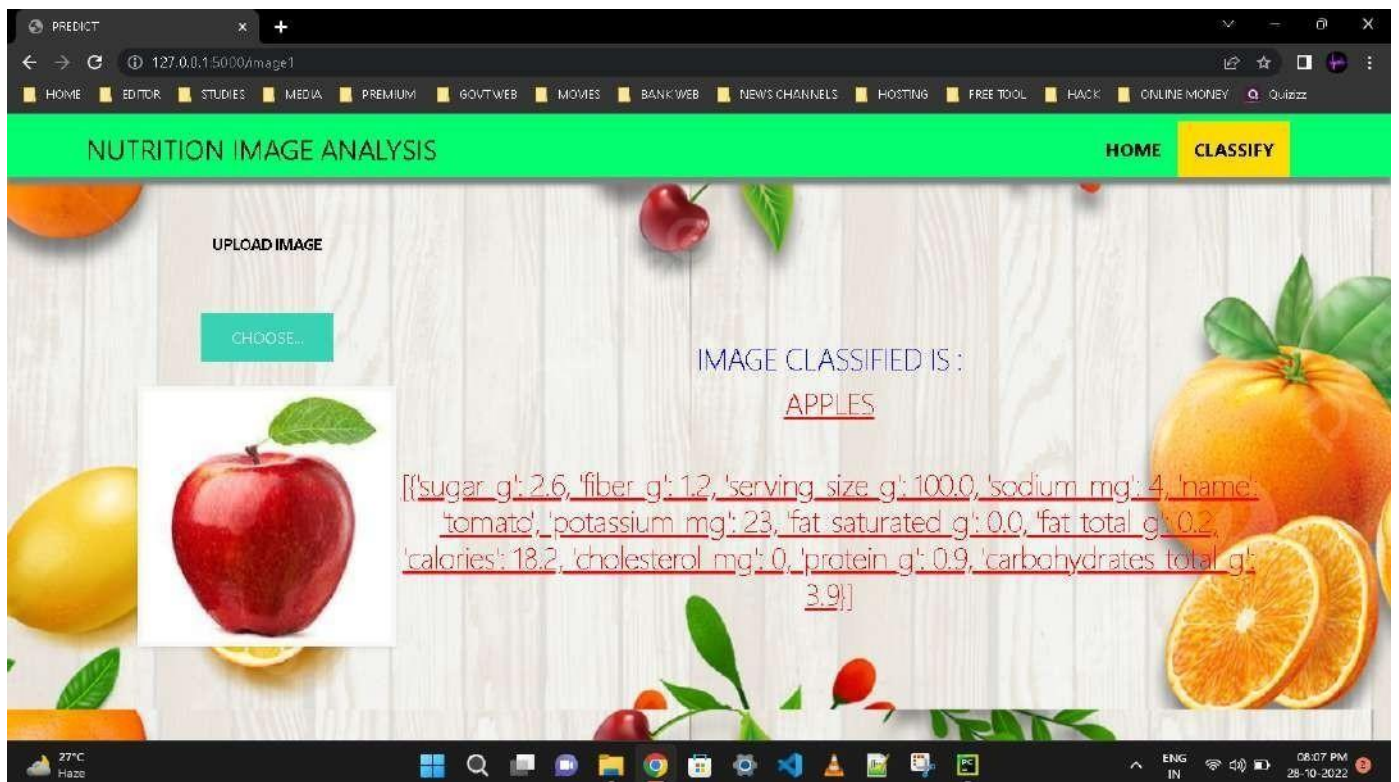 PREDICT
127.0.0.1:5000/image1
HOME EDITOR STUDIES MEDIA PREMIUM GOVTWEB MOVIES BANKWEB NEWS CHANNELS HOSTING FREE TOOL HACK ONLINE MONEY Quizizz
NUTRITION IMAGE ANALYSIS HOME CLASSIFY
UPLOAD IMAGE
CHOOSE...
IMAGE CLASSIFIED IS :
APPLES
[{'sugar_g': 2.6, 'fiber_g': 1.2, 'serving_size_g': 100.0, 'sodium_mg': 4, 'name':
'tomato', 'potassium_mg': 23, 'fat_saturated_g': 0.0, 'fat_total_g': 0.2,
'calories': 18.2, 'cholesterol_mg': 0, 'protein_g': 0.9, 'carbohydrates_total_g':
3.9}]
27°C
Haze
ENG
IN
08:07 PM
28-10-2022
2